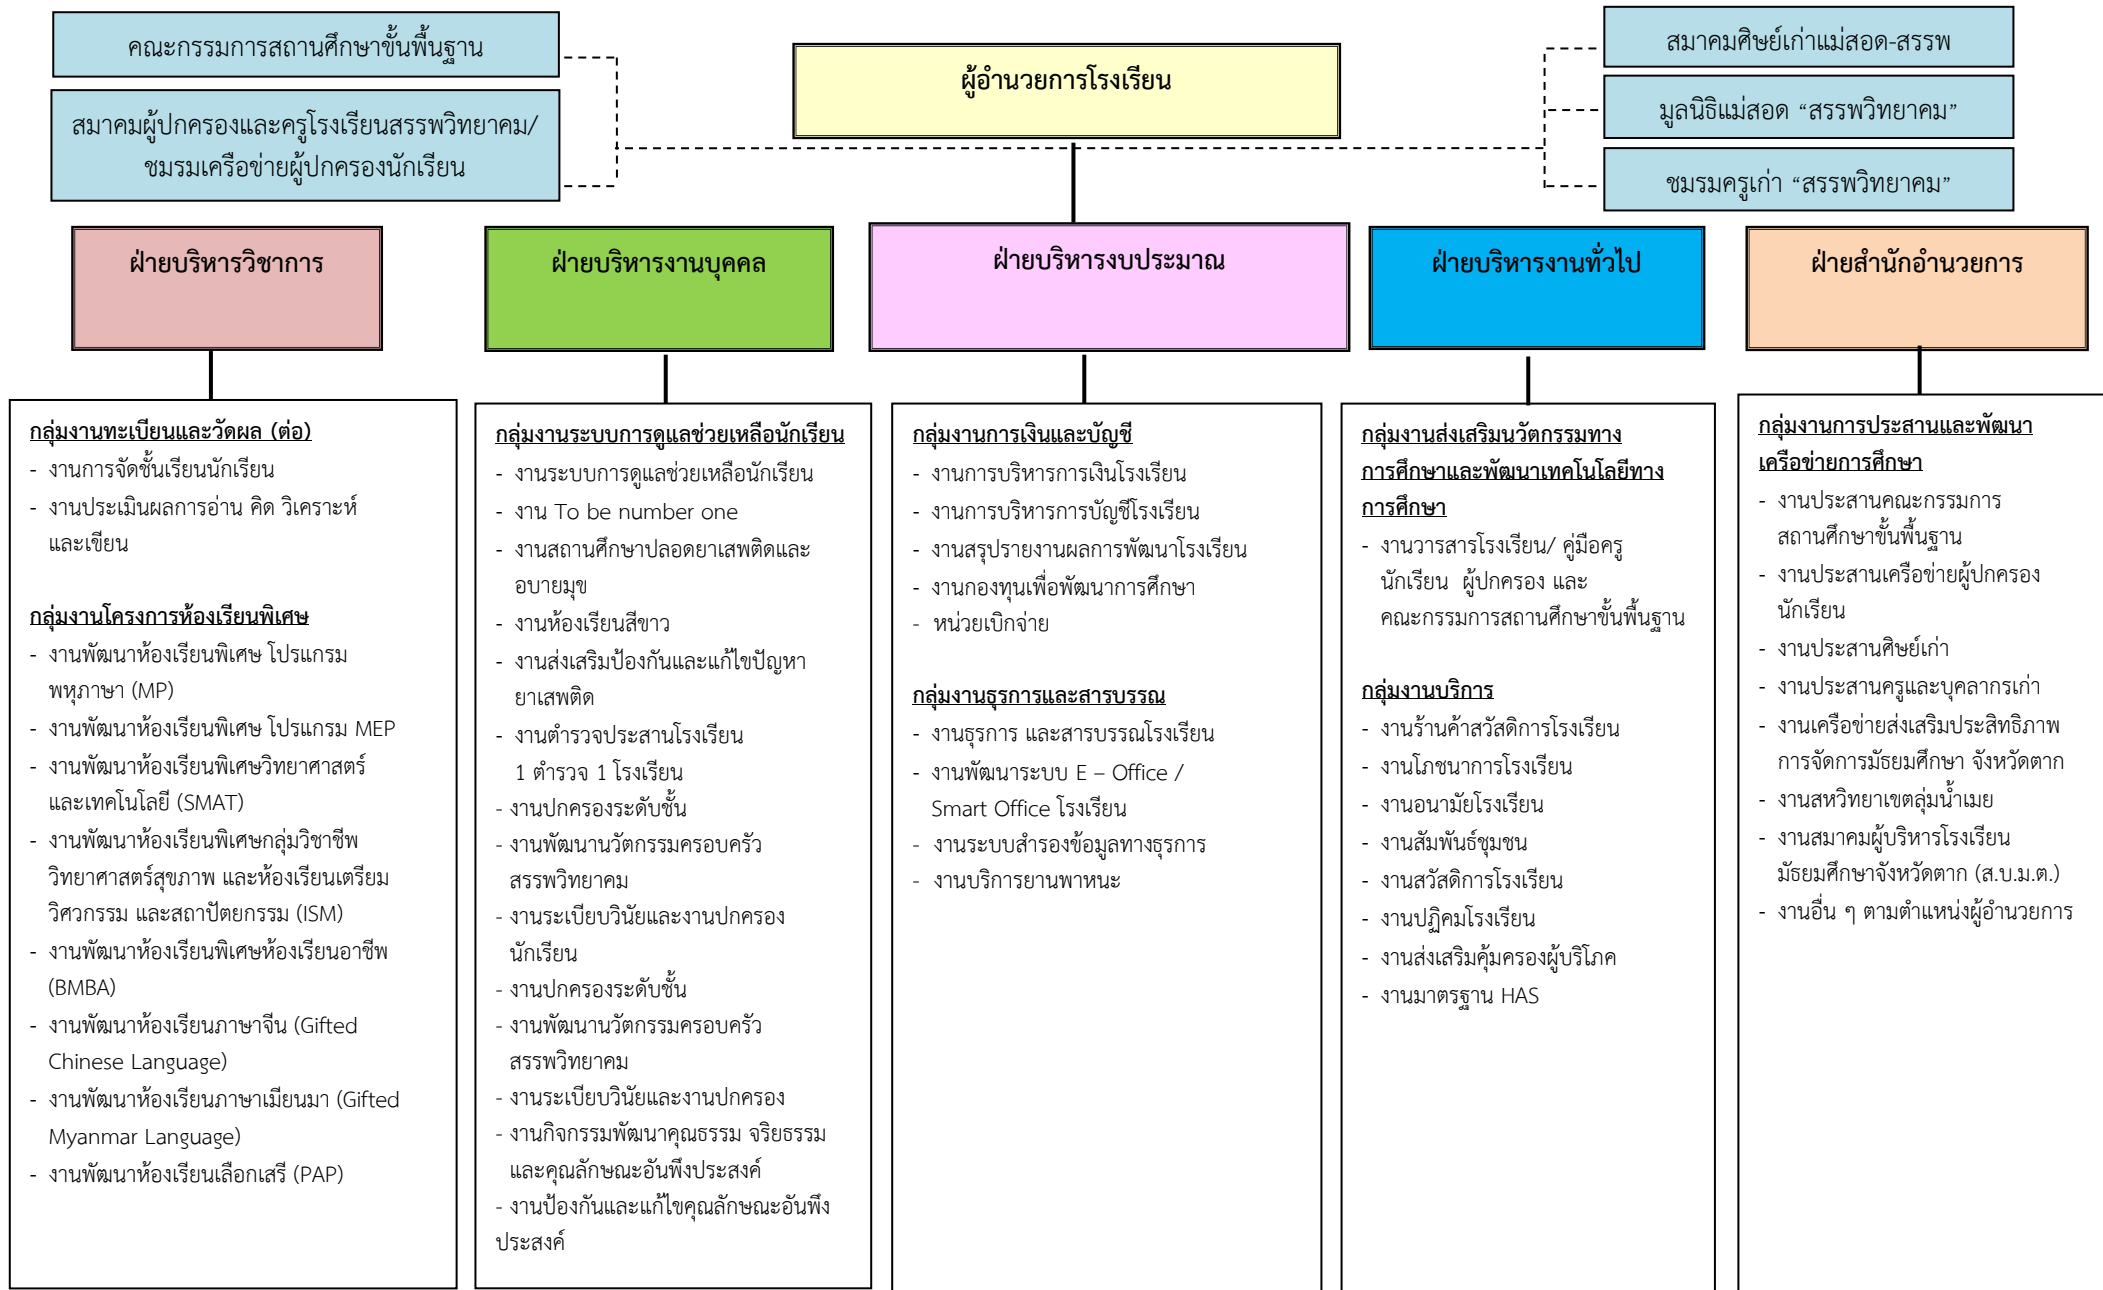 คณะกรรมการสถานศึกษาขั้นพื้นฐาน
สมาคมผู้ปกครองและครูโรงเรียนสรรพวิทยาคม/
ชมรมเครือข่ายผู้ปกครองนักเรียน
ผู้อำนวยการโรงเรียน
สมาคมศิษย์เก่าแม่สอด-สรรพ
มูลนิธิแม่สอด “สรรพวิทยาคม”
ชมรมครูเก่า “สรรพวิทยาคม”
ฝ่ายบริหารวิชาการ
ฝ่ายบริหารงานบุคคล
ฝ่ายบริหารงบประมาณ
ฝ่ายบริหารงานทั่วไป
ฝ่ายสำนักอำนวยการ
กลุ่มงานทะเบียนและวัดผล (ต่อ)
- งานการจัดชั้นเรียนนักเรียน
- งานประเมินผลการอ่าน คิด วิเคราะห์
และเขียน
กลุ่มงานโครงการห้องเรียนพิเศษ
- งานพัฒนาห้องเรียนพิเศษ โปรแกรม
พหุภาษา (MP)
- งานพัฒนาห้องเรียนพิเศษ โปรแกรม MEP
- งานพัฒนาห้องเรียนพิเศษวิทยาศาสตร์
และเทคโนโลยี (SMAT)
- งานพัฒนาห้องเรียนพิเศษกลุ่มวิชาชีพ
วิทยาศาสตร์สุขภาพ และห้องเรียนเตรียม
วิศวกรรม และสถาปัตยกรรม (ISM)
- งานพัฒนาห้องเรียนพิเศษห้องเรียนอาชีพ
(BMBA)
- งานพัฒนาห้องเรียนภาษาจีน (Gifted
Chinese Language)
- งานพัฒนาห้องเรียนภาษาเมียนมา (Gifted
Myanmar Language)
- งานพัฒนาห้องเรียนเลือกเสรี (PAP)
กลุ่มงานระบบการดูแลช่วยเหลือนักเรียน
- งานระบบการดูแลช่วยเหลือนักเรียน
- งาน To be number one
- งานสถานศึกษาปลอดยาเสพติดและ
อบายมุข
- งานห้องเรียนสีขาว
- งานส่งเสริมป้องกันและแก้ไขปัญหา
ยาเสพติด
- งานตำรวจประสานโรงเรียน
1 ตำรวจ 1 โรงเรียน
- งานปกครองระดับชั้น
- งานพัฒนานวัตกรรมครอบครัว
สรรพวิทยาคม
- งานระเบียบวินัยและงานปกครอง
นักเรียน
- งานปกครองระดับชั้น
- งานพัฒนานวัตกรรมครอบครัว
สรรพวิทยาคม
- งานระเบียบวินัยและงานปกครอง
- งานกิจกรรมพัฒนาคุณธรรม จริยธรรม
และคุณลักษณะอันพึงประสงค์
- งานป้องกันและแก้ไขคุณลักษณะอันพึง
ประสงค์
กลุ่มงานการเงินและบัญชี
- งานการบริหารการเงินโรงเรียน
- งานการบริหารการบัญชีโรงเรียน
- งานสรุปรายงานผลการพัฒนาโรงเรียน
- งานกองทุนเพื่อพัฒนาการศึกษา
- หน่วยเบิกจ่าย
กลุ่มงานธุรการและสารบรรณ
- งานธุรการ และสารบรรณโรงเรียน
- งานพัฒนาระบบ E – Office /
Smart Office โรงเรียน
- งานระบบสำรองข้อมูลทางธุรการ
- งานบริการยานพาหนะ
กลุ่มงานส่งเสริมนวัตกรรมทาง
การศึกษาและพัฒนาเทคโนโลยีทาง
การศึกษา
- งานวารสารโรงเรียน/ คู่มือครู
นักเรียน ผู้ปกครอง และ
คณะกรรมการสถานศึกษาขั้นพื้นฐาน
กลุ่มงานบริการ
- งานร้านค้าสวัสดิการโรงเรียน
- งานโภชนาการโรงเรียน
- งานอนามัยโรงเรียน
- งานสัมพันธ์ชุมชน
- งานสวัสดิการโรงเรียน
- งานปฏิคมโรงเรียน
- งานส่งเสริมคุ้มครองผู้บริโภค
- งานมาตรฐาน HAS
กลุ่มงานการประสานและพัฒนา
เครือข่ายการศึกษา
- งานประสานคณะกรรมการ
สถานศึกษาขั้นพื้นฐาน
- งานประสานเครือข่ายผู้ปกครอง
นักเรียน
- งานประสานศิษย์เก่า
- งานประสานครูและบุคลากรเก่า
- งานเครือข่ายส่งเสริมประสิทธิภาพ
การจัดการมัธยมศึกษา จังหวัดตาก
- งานสหวิทยาเขตลุ่มน้ำเมย
- งานสมาคมผู้บริหารโรงเรียน
มัธยมศึกษาจังหวัดตาก (ส.บ.ม.ต.)
- งานอื่น ๆ ตามตำแหน่งผู้อำนวยการ